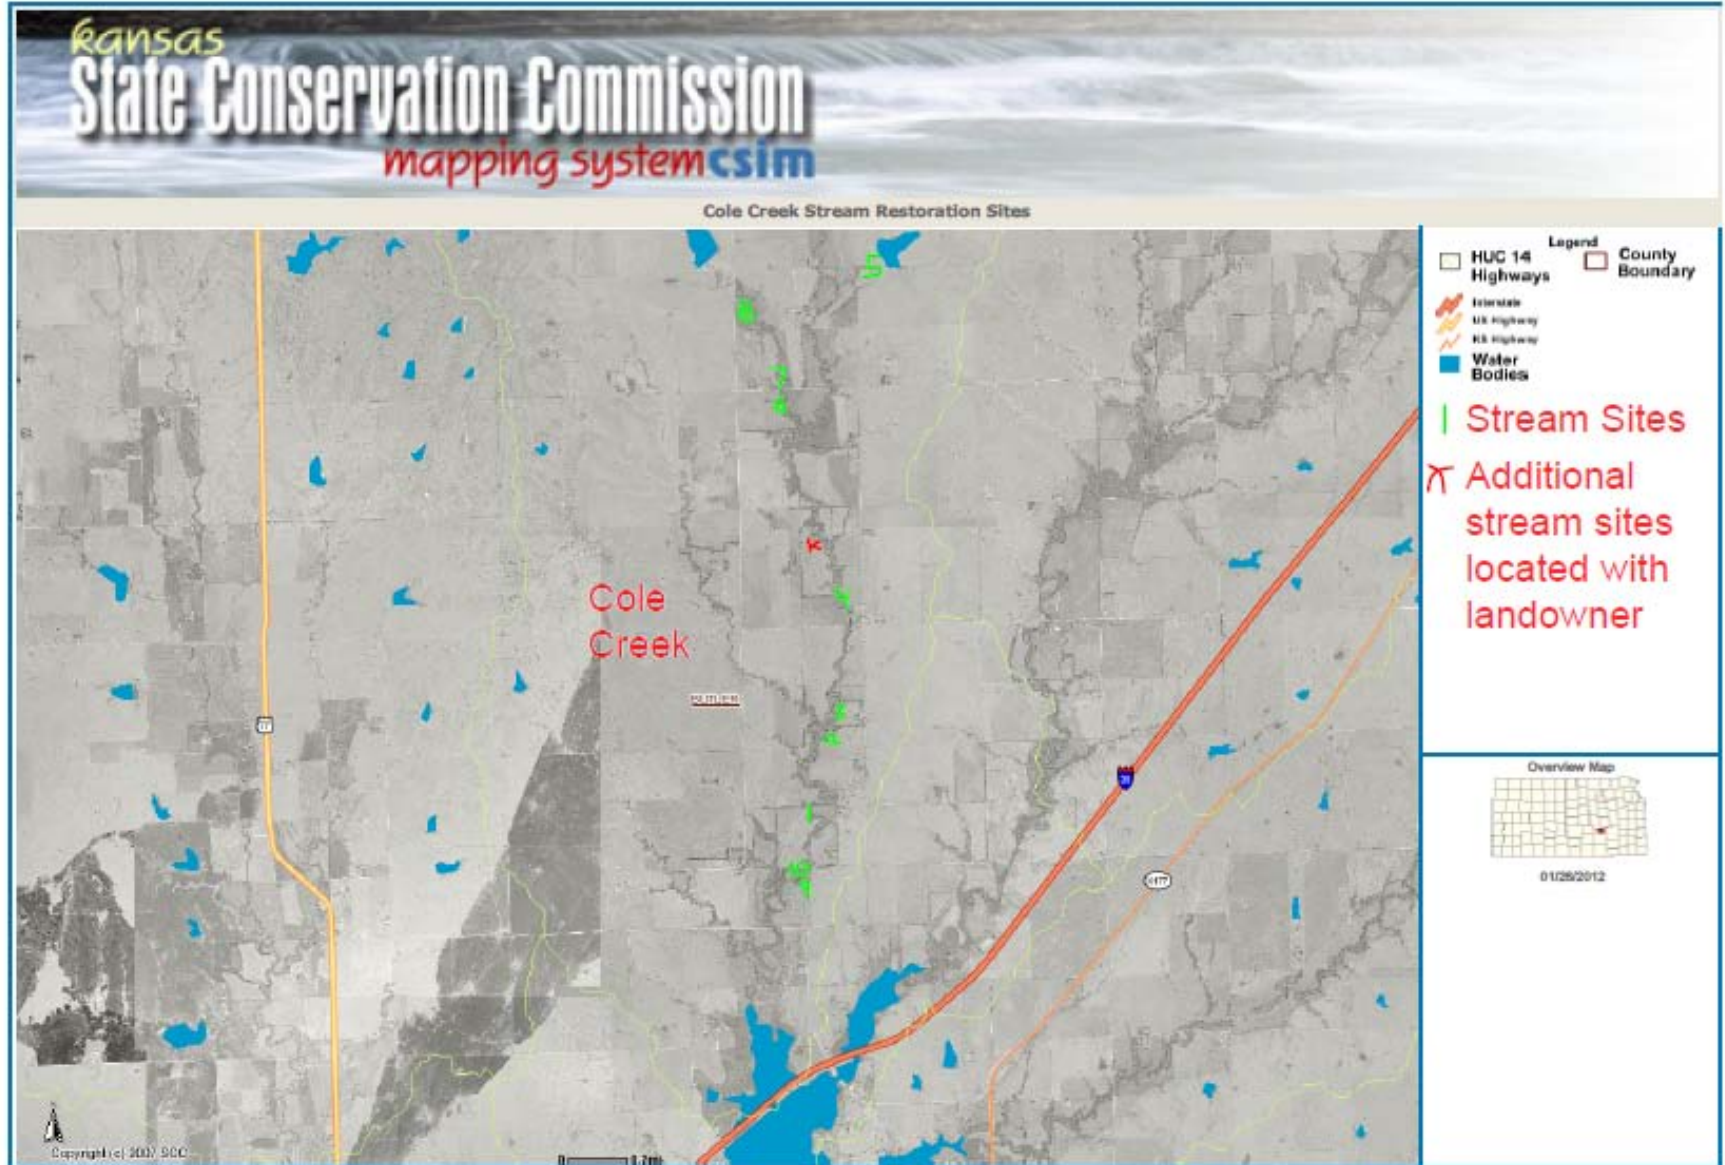 kansas
State Conservation Commission
mapping system csim
Cole Creek Stream Restoration Sites
Legend
HUC 14
Highways
County
Boundary
Interstate
US Highway
KS Highway
Water
Bodies
Stream Sites
Additional
stream sites
located with
landowner
Cole
Creek
BUTLER
Overview Map
01/26/2012
Copyright (c) 2007 SCC